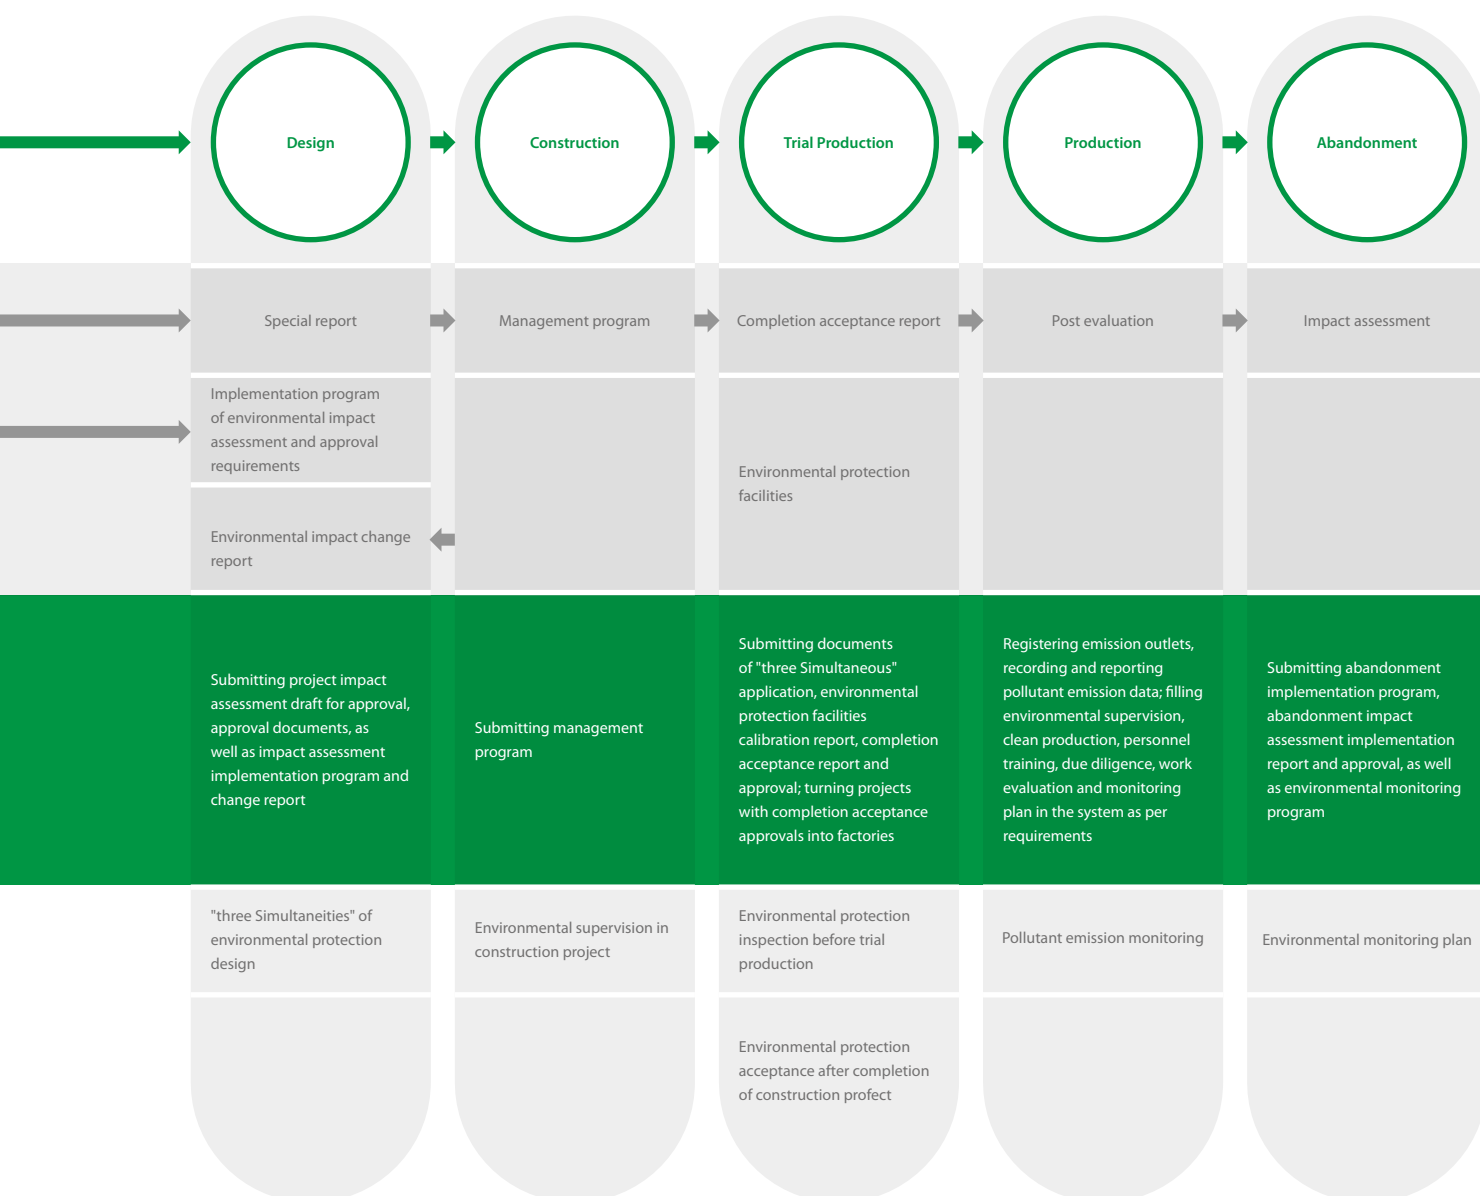 Design
Construction
Trial Production
Production
Abandonment
Special report
Management program
Completion acceptance report
Post evaluation
Impact assessment
Implementation program
of environmental impact
assessment and approval
requirements
Environmental protection
facilities
Environmental impact change
report
Submitting project impact
assessment draft for approval,
approval documents, as
well as impact assessment
implementation program and
change report
Submitting management
program
Submitting documents
of "three Simultaneous"
application, environmental
protection facilities
calibration report, completion
acceptance report and
approval; turning projects
with completion acceptance
approvals into factories
Registering emission outlets,
recording and reporting
pollutant emission data; filling
environmental supervision,
clean production, personnel
training, due diligence, work
evaluation and monitoring
plan in the system as per
requirements
Submitting abandonment
implementation program,
abandonment impact
assessment implementation
report and approval, as well
as environmental monitoring
program
"three Simultaneities" of
environmental protection
design
Environmental supervision in
construction project
Environmental protection
inspection before trial
production
Pollutant emission monitoring
Environmental monitoring plan
Environmental protection
acceptance after completion
of construction profect